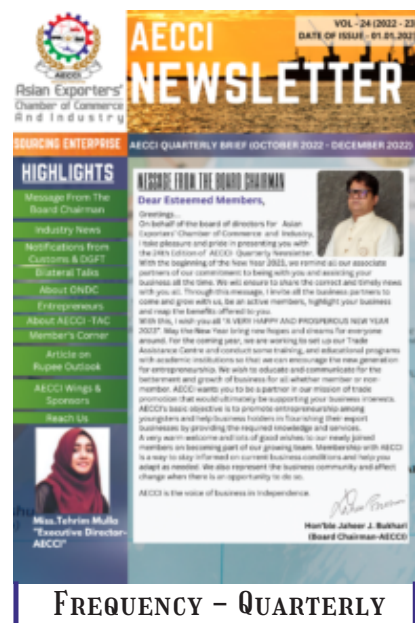 AECCI
Asian Exporters'
Chamber of Commerce
And Industry
VOL - 24 (2022 - 23
DATE OF ISSUE - 01.01.202
AECCI
NEWSLETTER
SOURCING ENTERPRISE
AECCI QUARTERLY BRIEF (OCTOBER 2022 - DECEMBER 2022)
HIGHLIGHTS
Message From The
Board Chairman
Industry News
Notifications from
Customs & DGFT
Bilateral Talks
About ONDC
Entrepreneurs
About AECCI -TAC
Member's Corner
Article on
Rupee Outlook
AECCI Wings &
Sponsors
Reach Us
Miss.Tehrim Mulla
"Executive Director-
AECCI"
MESSAGE FROM THE BOARD CHAIRMAN
Dear Esteemed Members,
Greetings...
On behalf of the board of directors for Asian
Exporters' Chamber of Commerce and Industry,
I take pleasure and pride in presenting you with
the 24th Edition of AECCI Quarterly Newsletter.
With the beginning of the New Year 2023, we remind all our associate
partners of our commitment to being with you and assisting your
business all the time. We will ensure to share the correct and timely news
with you all. Through this message, I invite all the business partners to
come and grow with us, be an active members, highlight your business
and reap the benefits offered to you.
With this, I wish you all "A VERY HAPPY AND PROSPEROUS NEW YEAR
2023". May the New Year bring new hopes and dreams for everyone
around. For the coming year, we are working to set up our Trade
Assistance Centre and conduct some training, and educational programs
with academic institutions so that we can encourage the new generation
for entrepreneurship. We wish to educate and communicate for the
betterment and growth of business for all whether member or non-
member. AECCI wants you to be a partner in our mission of trade
promotion that would ultimately be supporting your business interests.
AECCI's basic objective is to promote entrepreneurship among
youngsters and help business holders in flourishing their export
businesses by providing the required knowledge and services.
A very warm welcome and lots of good wishes to our newly joined
members on becoming part of our growing team. Membership with AECCI
is a way to stay informed on current business conditions and help you
adapt as needed. We also represent the business community and affect
change when there is an opportunity to do so.
AECCI is the voice of business in independence.
Hon'ble Jaheer J. Bukhari
(Board Chairman-AECCI)
Frequency – Quarterly